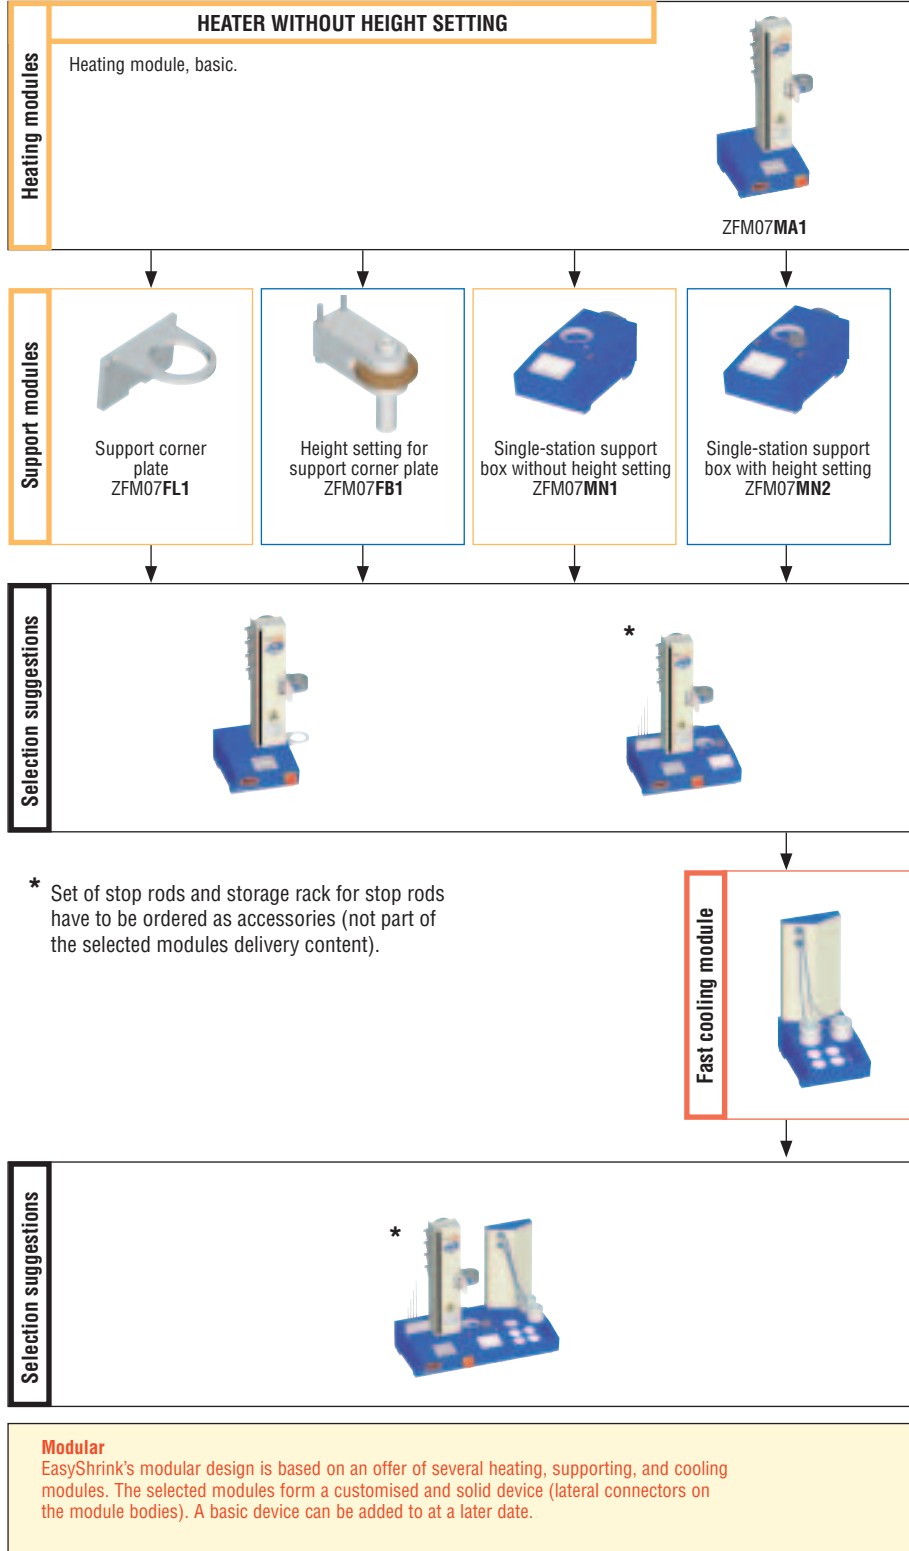 HEATER WITHOUT HEIGHT SETTING
Heating modules
Heating module, basic.
ZFM07MA1
Support modules
Support corner
plate
ZFM07FL1
Height setting for
support corner plate
ZFM07FB1
Single-station support
box without height setting
ZFM07MN1
Single-station support
box with height setting
ZFM07MN2
Selection suggestions
*
* Set of stop rods and storage rack for stop rods
have to be ordered as accessories (not part of
the selected modules delivery content).
Fast cooling module
Selection suggestions
*
Modular
EasyShrink's modular design is based on an offer of several heating, supporting, and cooling
modules. The selected modules form a customised and solid device (lateral connectors on
the module bodies). A basic device can be added to at a later date.